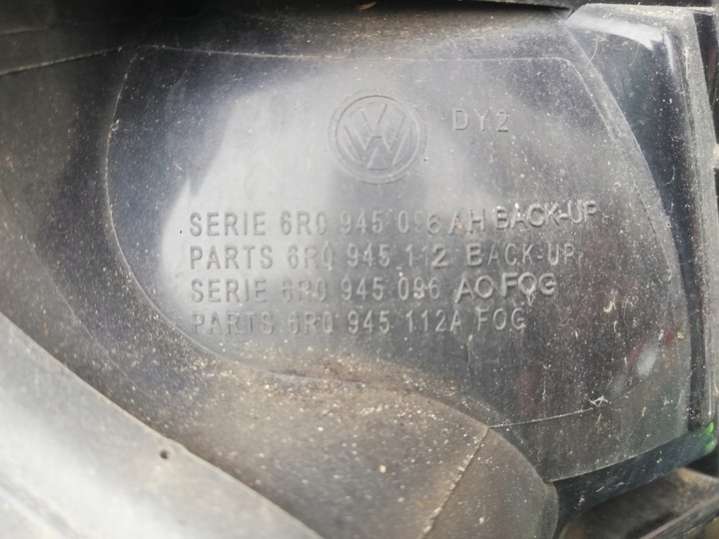 DY2
SERIE 6R0 945 096 AH BACK-UP
PARTS 6R0 945 112 BACK-UP
SERIE 6R0 945 096 AO FOG
PARTS 6R0 945 112A FOG